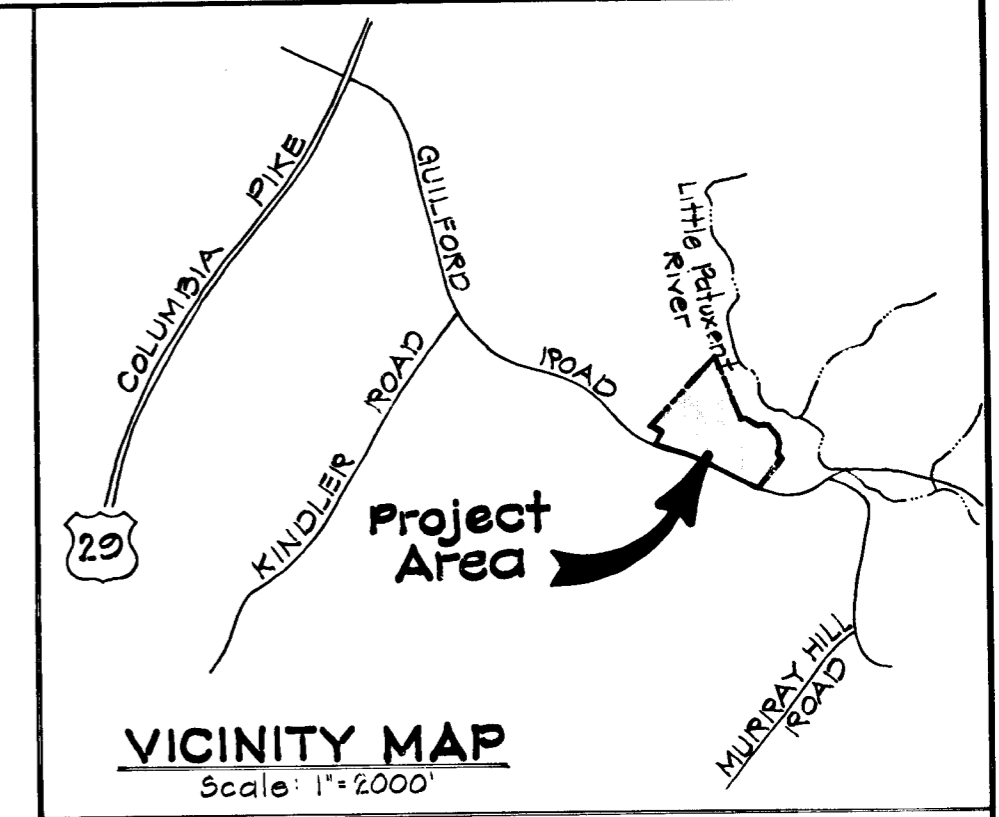 COLUMBIA PIKE
GUILFORD
ROAD
Little Patuxent
River
KINDLER ROAD
29
Project
Area
MURRAY HILL
ROAD
VICINITY MAP
Scale: 1"=2000'